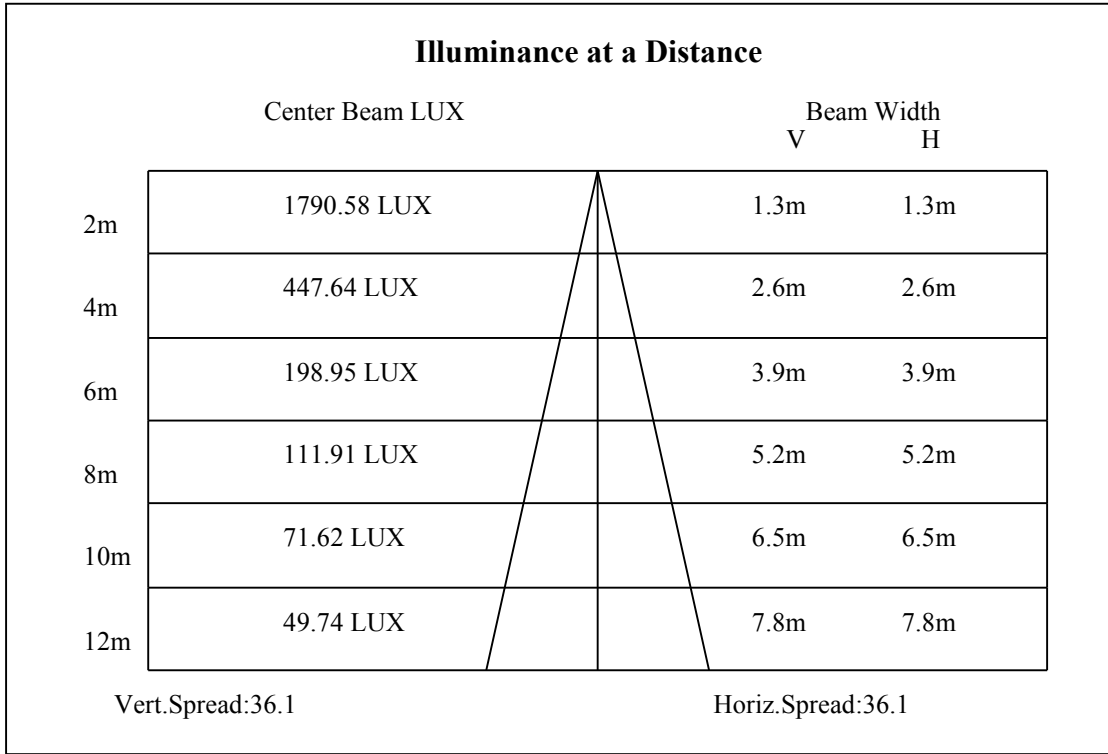 Illuminance at a Distance
Center Beam LUX Beam Width
V H
2m 1790.58 LUX 1.3m 1.3m
4m 447.64 LUX 2.6m 2.6m
6m 198.95 LUX 3.9m 3.9m
8m 111.91 LUX 5.2m 5.2m
10m 71.62 LUX 6.5m 6.5m
12m 49.74 LUX 7.8m 7.8m
Vert.Spread:36.1 Horiz.Spread:36.1